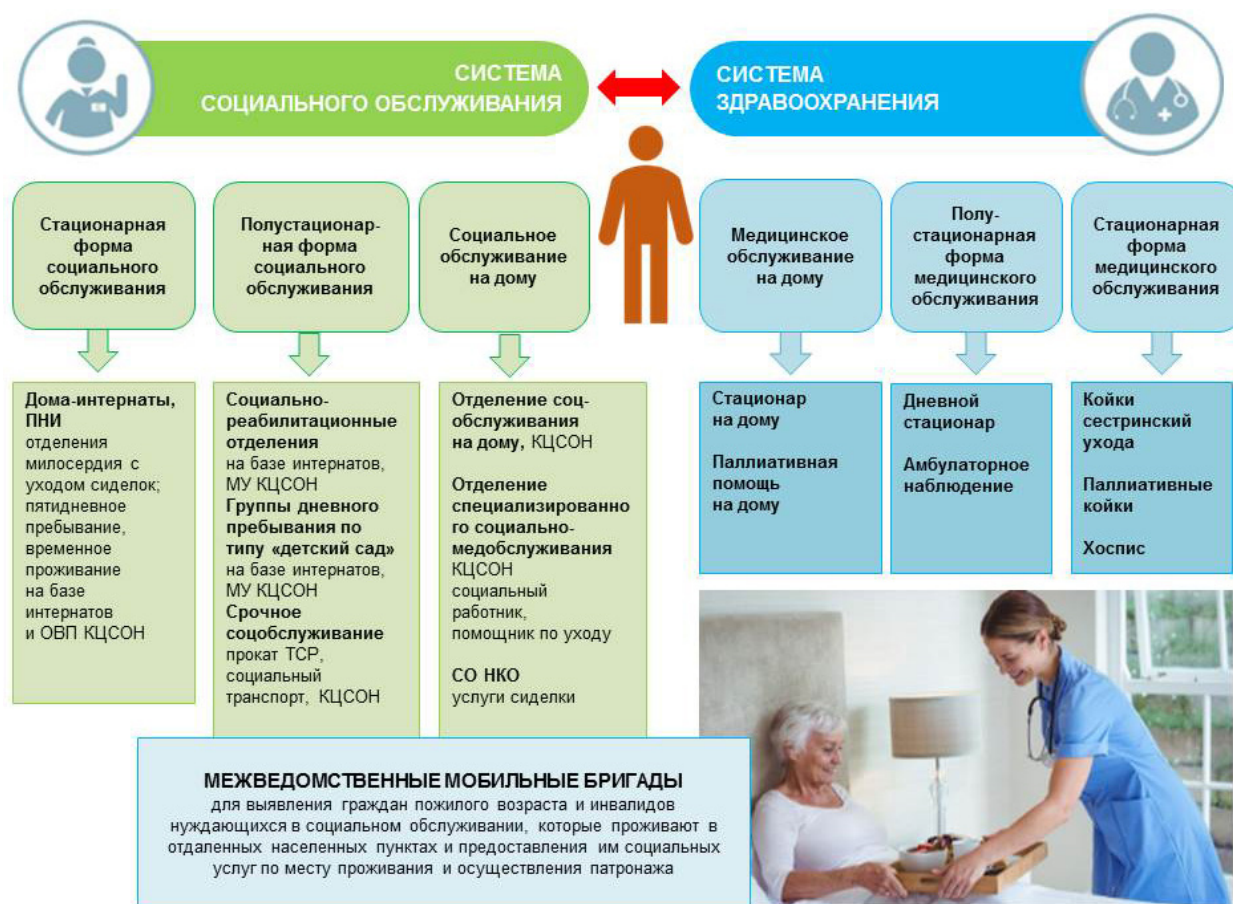 СИСТЕМА
СОЦИАЛЬНОГО ОБСЛУЖИВАНИЯ
СИСТЕМА
ЗДРАВООХРАНЕНИЯ
Стационарная
форма
социального
обслуживания
Полустационар-
ная форма
социального
обслуживания
Социальное
обслуживание
на дому
Медицинское
обслуживание
на дому
Полу-
стационарная
форма
медицинского
обслуживания
Стационарная
форма
медицинского
обслуживания
Дома-интернаты,
ПНИ
отделения
милосердия с
уходом сиделок;
пятидневное
пребывание,
временное
проживание
на базе
интернатов
и ОВП КЦСОН
Социально-
реабилитационные
отделения
на базе интернатов,
МУ КЦСОН
Группы дневного
пребывания по
типу «детский сад»
на базе интернатов,
МУ КЦСОН
Срочное
соцобслуживание
прокат ТСР,
социальный
транспорт, КЦСОН
Отделение соц-
обслуживания
на дому, КЦСОН
Отделение
специализированно
го социально-
медобслуживания
КЦСОН
социальный
работник,
помощник по уходу
СО НКО
услуги сиделки
Стационар
на дому
Паллиативная
помощь
на дому
Дневной
стационар
Амбулаторное
наблюдение
Койки
сестринский
ухода
Паллиативные
койки
Хоспис
МЕЖВЕДОМСТВЕННЫЕ МОБИЛЬНЫЕ БРИГАДЫ
для выявления граждан пожилого возраста и инвалидов
нуждающихся в социальном обслуживании, которые проживают в
отдаленных населенных пунктах и предоставления им социальных
услуг по месту проживания и осуществления патронажа